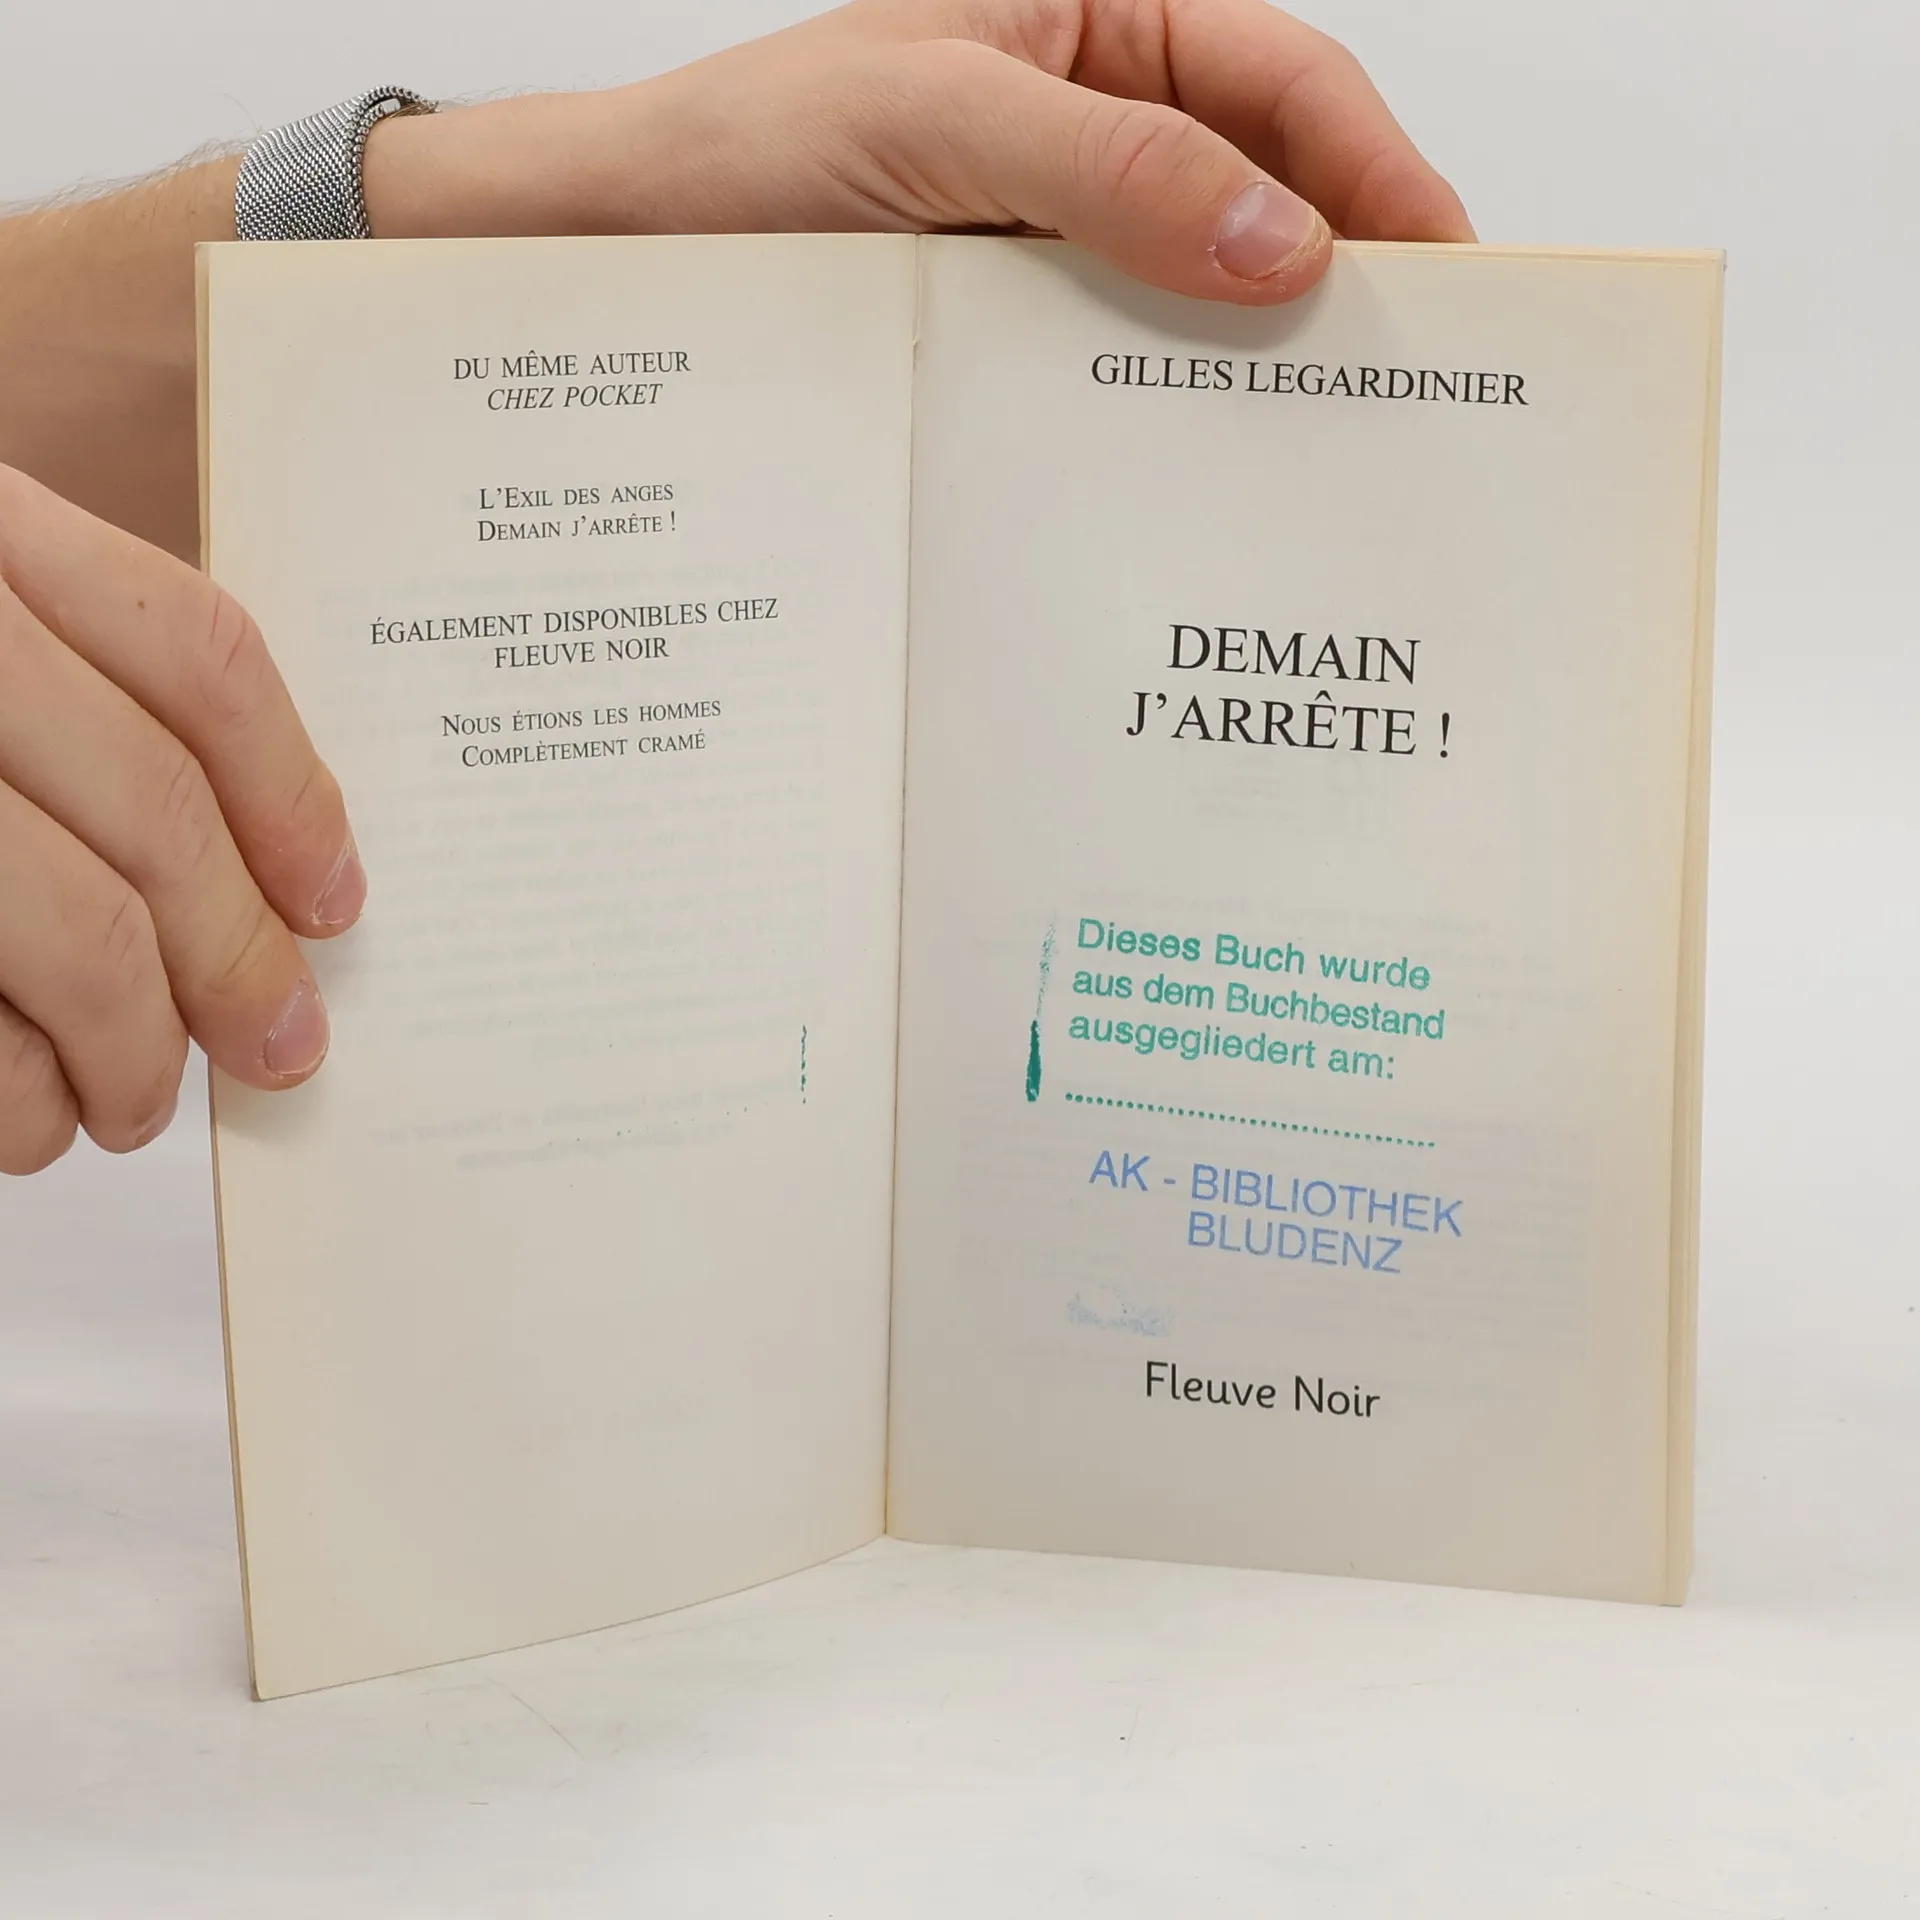 DU MÊME AUTEUR
CHEZ POCKET
L'EXIL DES ANGES
DEMAIN J'ARRÊTE !
ÉGALEMENT DISPONIBLES CHEZ
FLEUVE NOIR
NOUS ÉTIONS LES HOMMES
COMPLÈTEMENT CRAMÉ
GILLES LEGARDINIER
DEMAIN
J'ARRÊTE !
Dieses Buch wurde
aus dem Buchbestand
ausgegliedert am:
AK - BIBLIOTHEK
BLUDENZ
Fleuve Noir